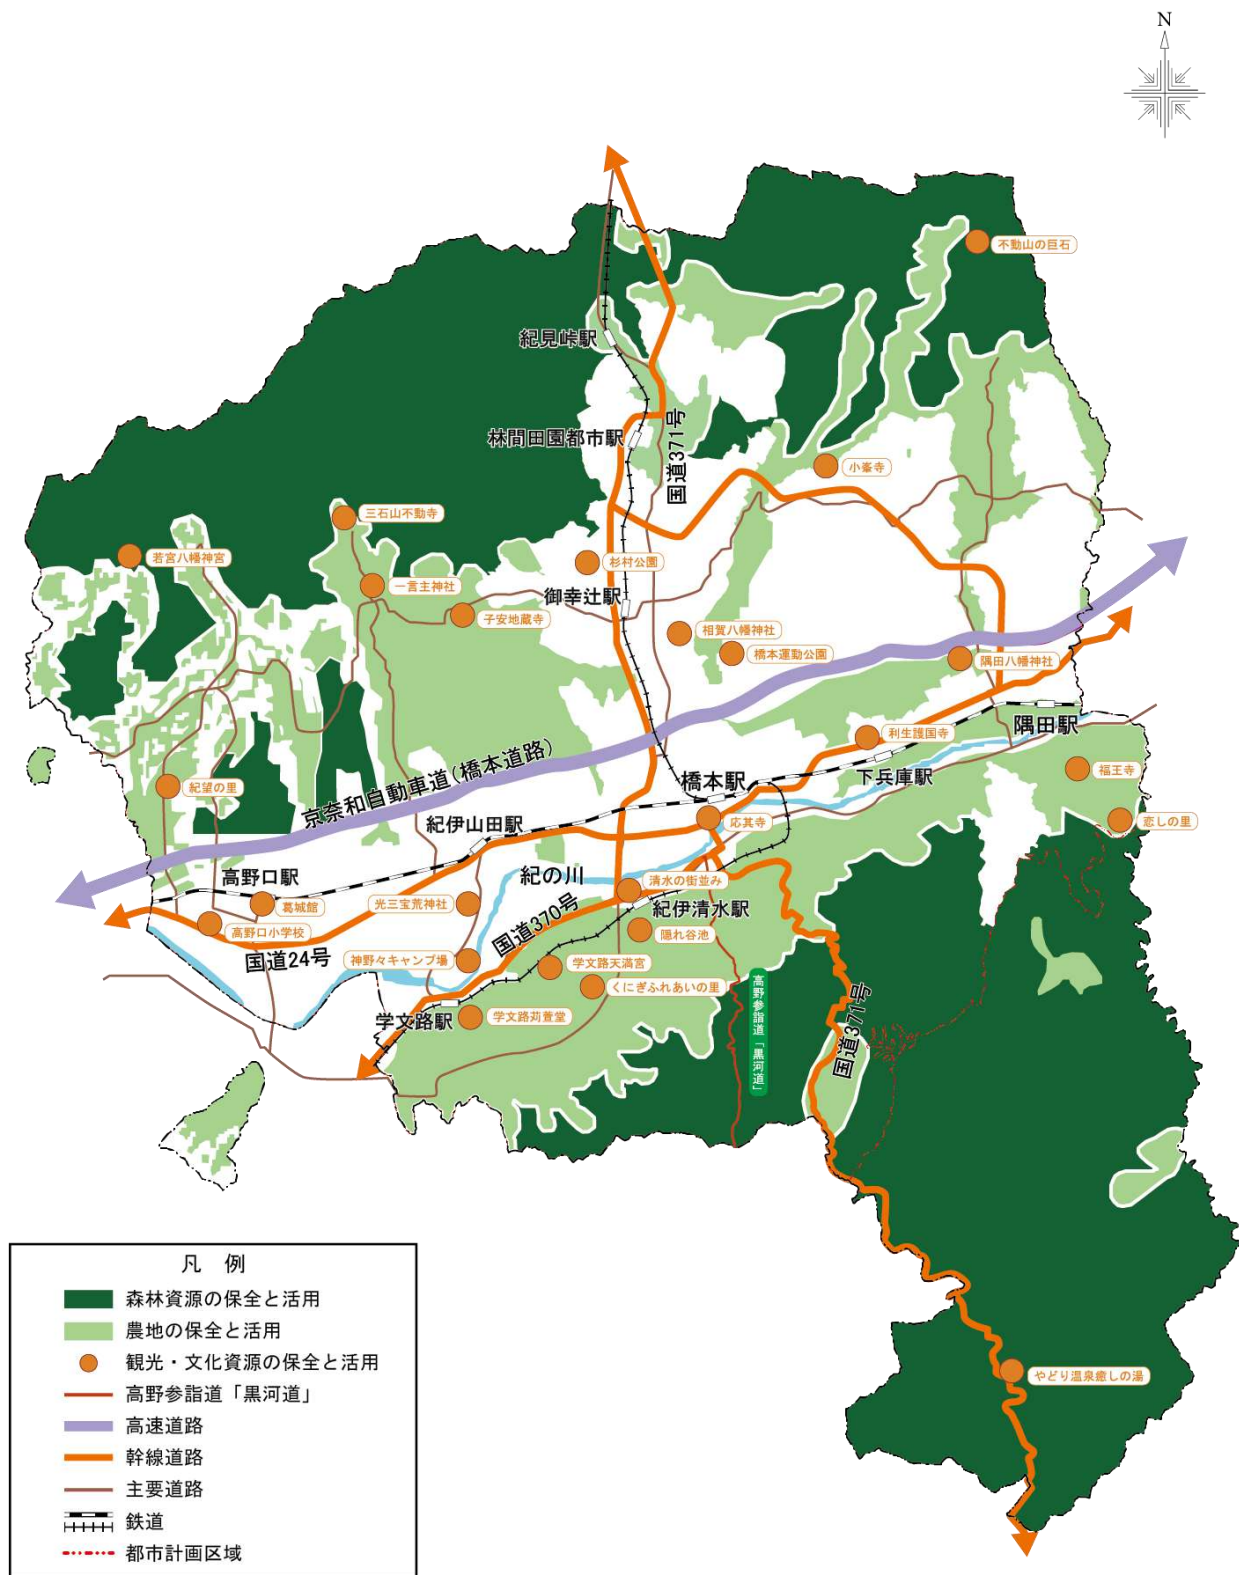 N
不動山の巨石
紀見峠駅
林間田園都市駅
国道371号
小峯寺
三石山不動寺
若宮八幡神宮
杉村公園
一言主神社
御幸辻駅
子安地蔵寺
相賀八幡神社
橋本運動公園
隅田八幡神社
隅田駅
利生護国寺
京奈和自動車道(橋本道路)
橋本駅
下兵庫駅
福王寺
紀望の里
紀伊山田駅
応其寺
恋しの里
高野口駅
紀の川
清水の街並み
葛城館
光三宝荒神社
国道370号
紀伊清水駅
高野口小学校
隠れ谷池
国道24号
神野々キャンプ場
学文路天満宮
くにぎふれあいの里
高野参詣道「黒河道」
国道371号
学文路駅
学文路苅萱堂
やどり温泉癒しの湯
凡 例
森林資源の保全と活用
農地の保全と活用
観光・文化資源の保全と活用
高野参詣道「黒河道」
高速道路
幹線道路
主要道路
鉄道
都市計画区域